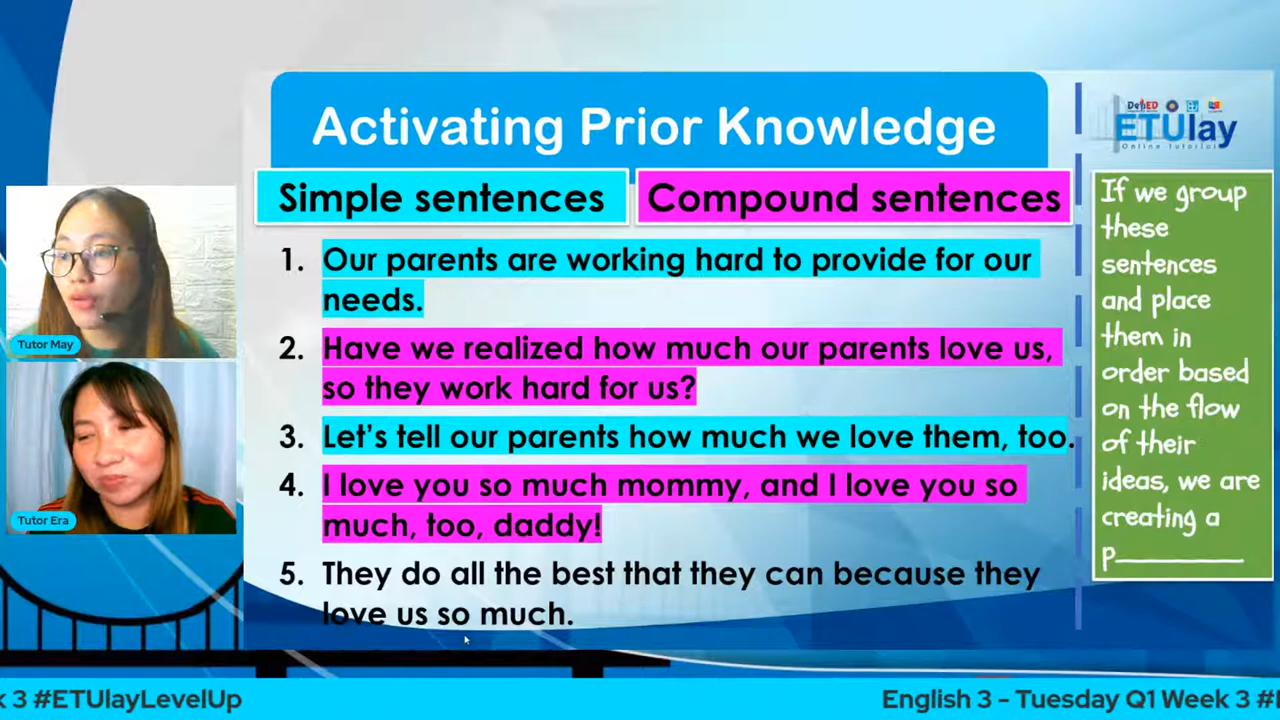 Activating Prior Knowledge
Simple sentences
Compound sentences
1. Our parents are working hard to provide for our
needs.
2. Have we realized how much our parents love us,
so they work hard for us?
3. Let's tell our parents how much we love them, too.
4. I love you so much mommy, and I love you so
much, too, daddy!
5. They do all the best that they can because they
love us so much.
DepED
ETUlay
Online Tutorial
If we group
these
sentences
and place
them in
order based
on the flow
of their
ideas, we are
creating a
p__________
Tutor May
Tutor Era
k 3 #ETUlayLevelUp
English 3 - Tuesday Q1 Week 3 #